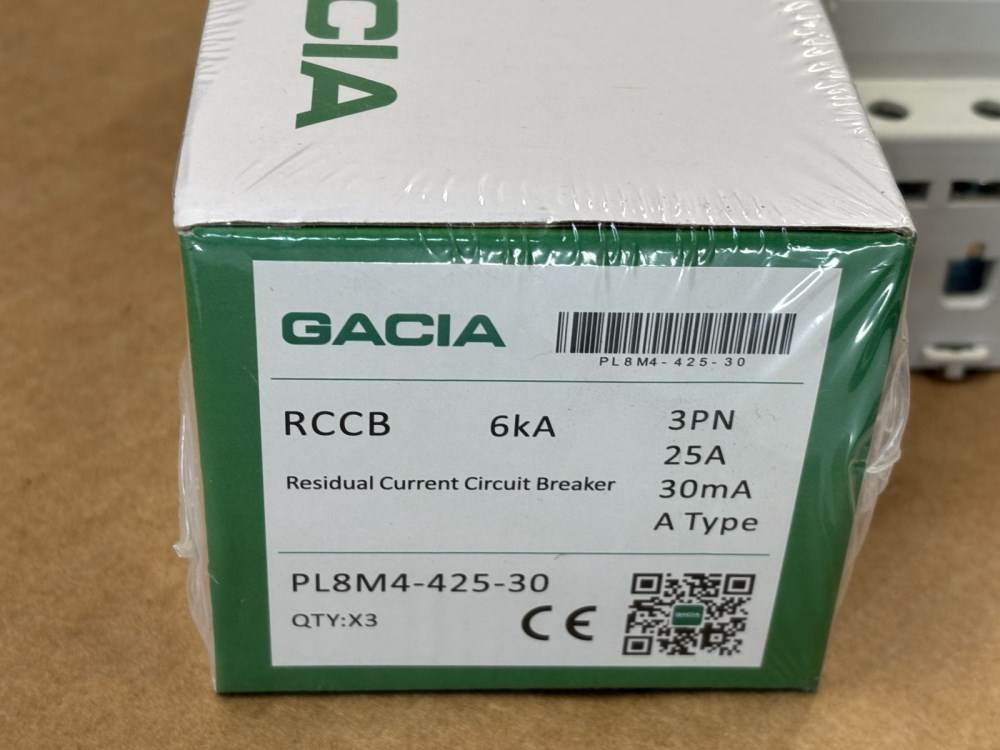 CIA
GACIA
PL8M4-425-30
RCCB 6kA 3PN
25A
Residual Current Circuit Breaker 30mA
A Type
PL8M4-425-30
QTY:X3
CE
GACIA